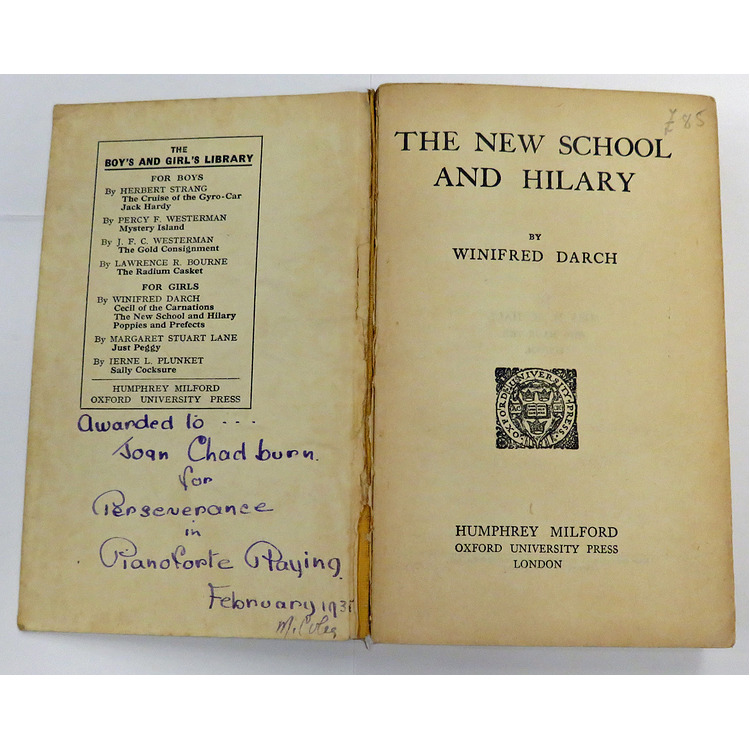 THE
BOY'S AND GIRL'S LIBRARY
FOR BOYS
By HERBERT STRANG
The Cruise of the Gyro-Car
Jack Hardy
By PERCY F. WESTERMAN
Mystery Island
By J. F. C. WESTERMAN
The Gold Consignment
By LAWRENCE R. BOURNE
The Radium Casket
FOR GIRLS
By WINIFRED DARCH
Cecil of the Carnations
The New School and Hilary
Poppies and Prefects
By MARGARET STUART LANE
Just Peggy
By IERNE L. PLUNKET
Sally Cocksure
HUMPHREY MILFORD
OXFORD UNIVERSITY PRESS
Awarded to ...
Joan Chadburn.
for
Perseverance
in
Pianoforte Playing.
February
THE NEW SCHOOL
AND HILARY
BY
WINIFRED DARCH
OXFORD UNIVERSITY PRESS
HUMPHREY MILFORD
OXFORD UNIVERSITY PRESS
LONDON